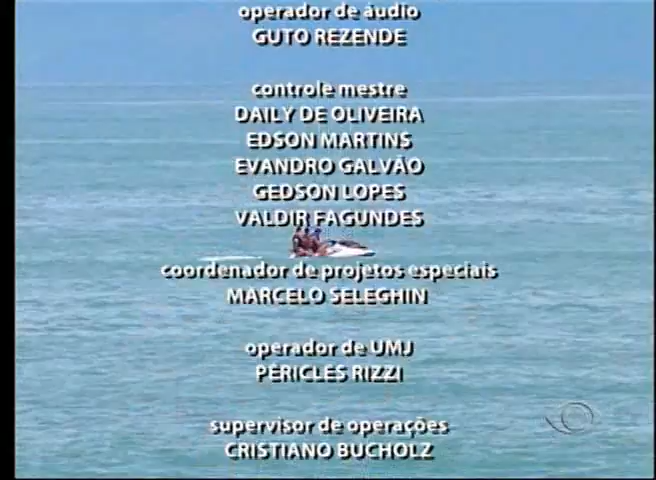 operador de áudio
GUTO REZENDE
controle mestre
DAILY DE OLIVEIRA
EDSON MARTINS
EVANDRO GALVÃO
GEDSON LOPES
VALDIR FAGUNDES
coordenador de projetos especiais
MARCELO SELEGHIN
operador de UMJ
PÉRICLES RIZZI
supervisor de operações
CRISTIANO BUCHOLZ